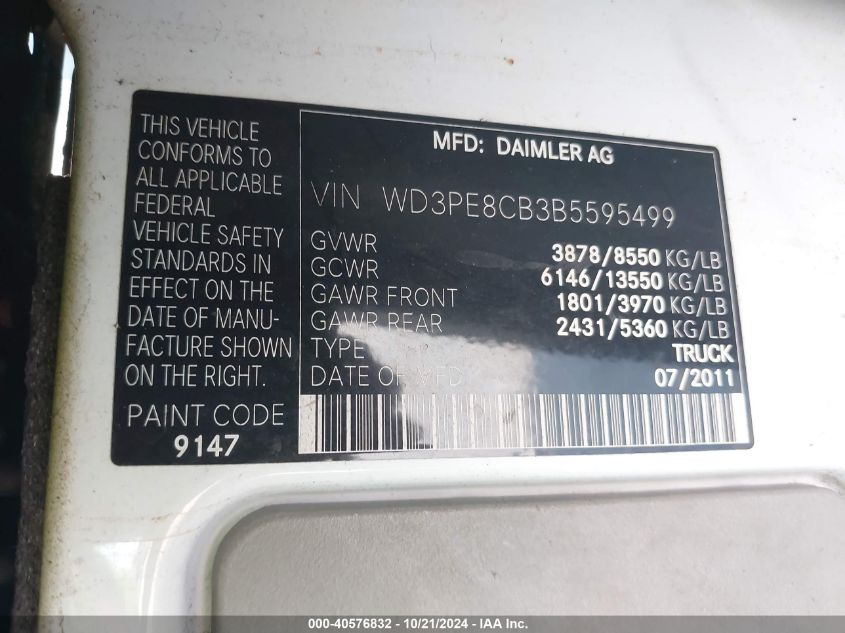 THIS VEHICLE
CONFORMS TO
ALL APPLICABLE
FEDERAL
VEHICLE SAFETY
STANDARDS IN
EFFECT ON THE
DATE OF MANU-
FACTURE SHOWN
ON THE RIGHT.
PAINT CODE
9147
MFD: DAIMLER AG
VIN WD3PE8CB3B5595499
GVWR 3878/8550 KG/LB
GCWR 6146/13550 KG/LB
GAWR FRONT 1801/3970 KG/LB
GAWR REAR 2431/5360 KG/LB
TYPE TRUCK
DATE OF MFD 07/2011
000-40576832 - 10/21/2024 - IAA Inc.